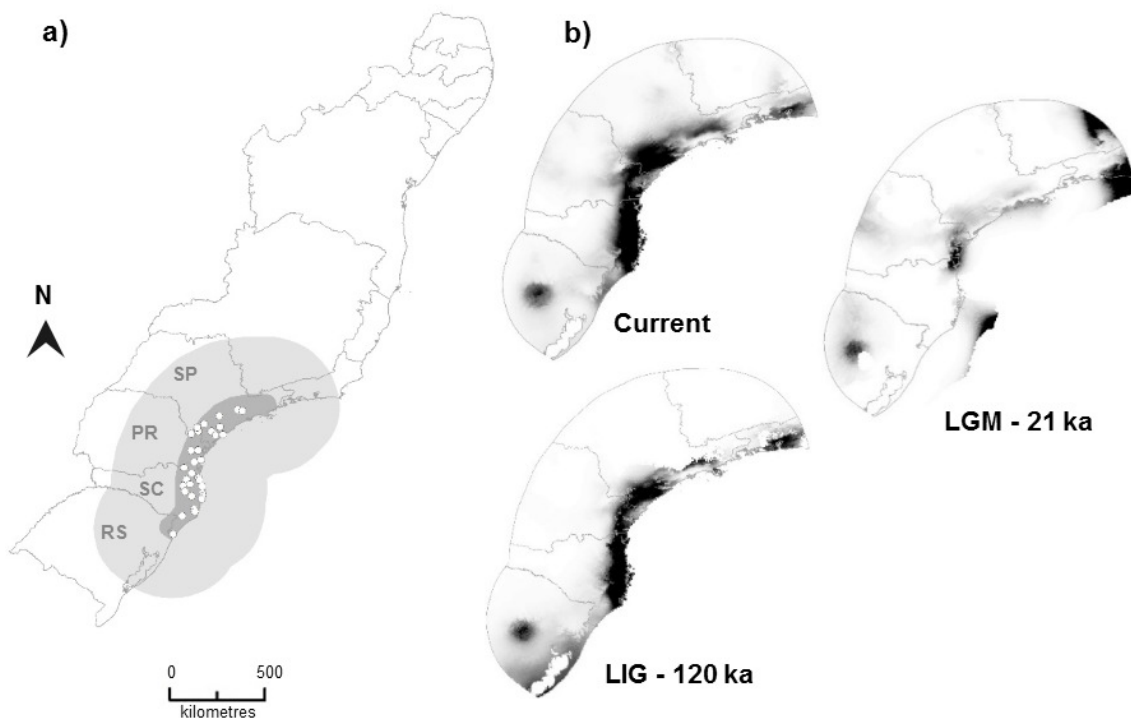 a)
b)
N
SP
PR
SC
RS
0 500
kilometres
Current
LGM - 21 ka
LIG - 120 ka